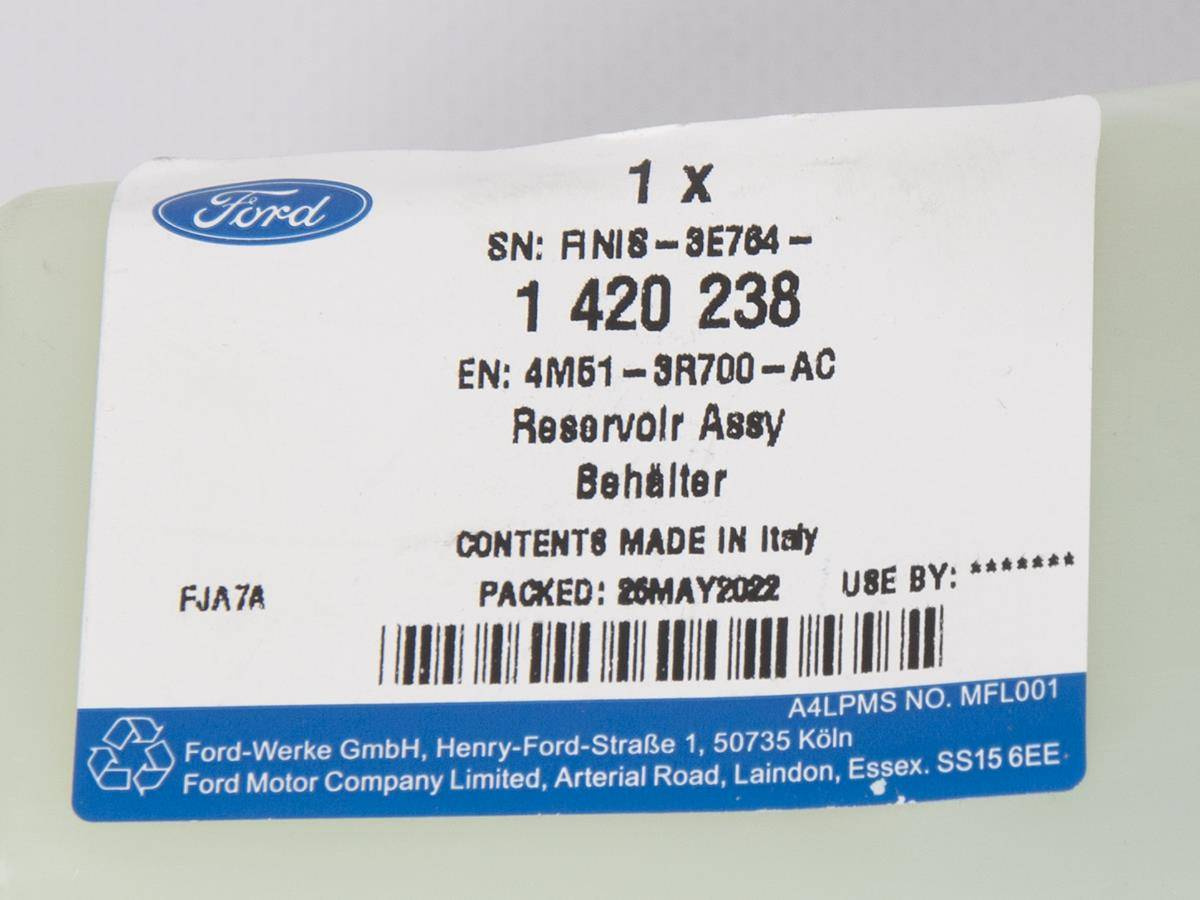 Ford
1 X
SN: FINIS-3E764-
1 420 238
EN: 4M51-3R700-AC
Reservoir Assy
Behälter
CONTENTS MADE IN Italy
FJA7A
PACKED: 26MAY2022
USE BY: *******
A4LPMS NO. MFL001
Ford-Werke GmbH, Henry-Ford-Straße 1, 50735 Köln
Ford Motor Company Limited, Arterial Road, Laindon, Essex. SS15 6EE